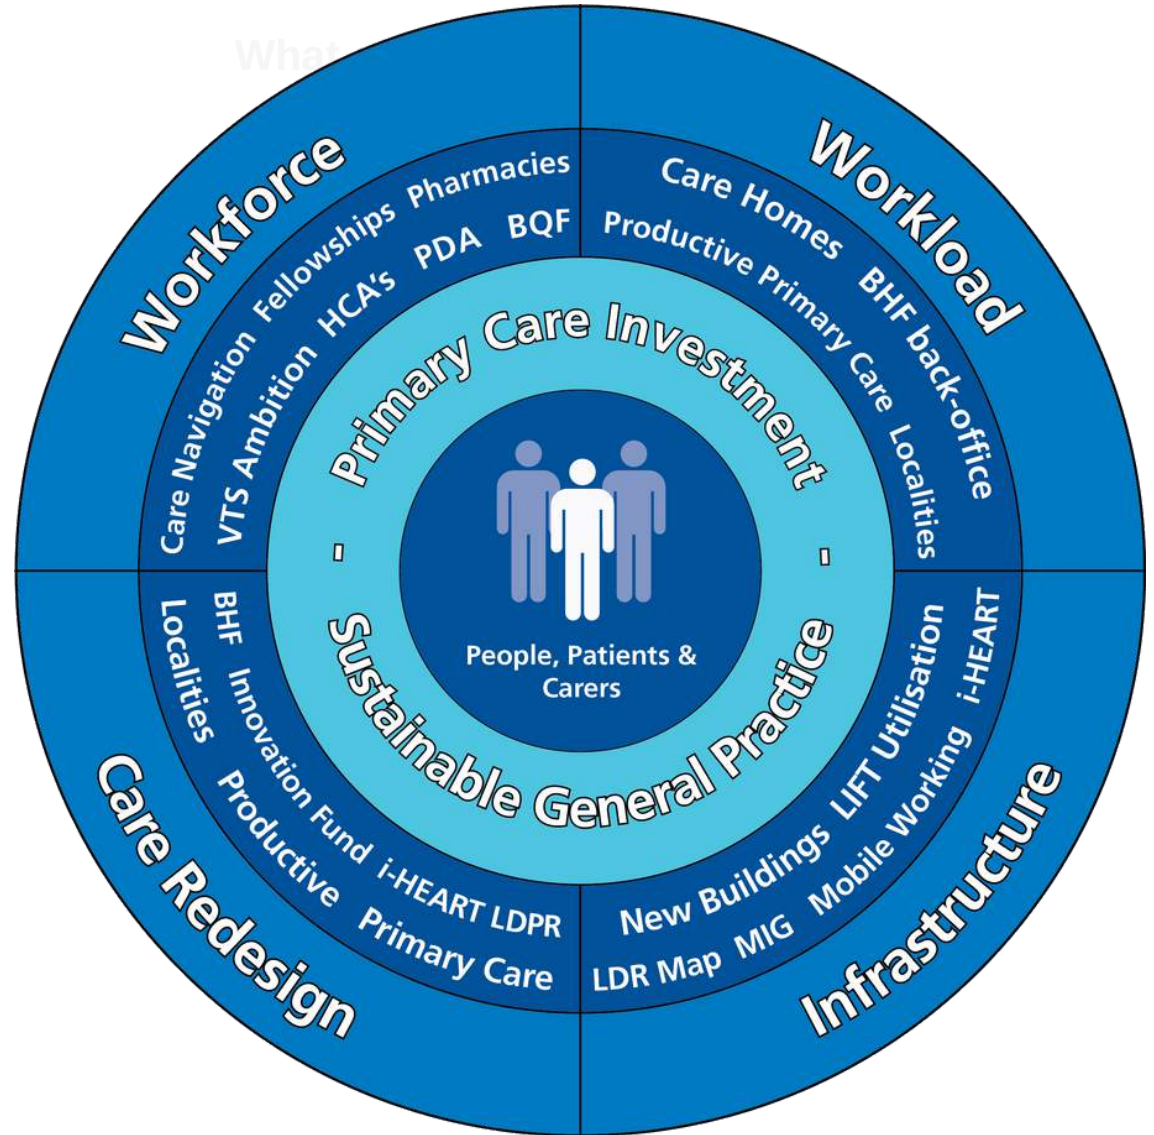 What
Workforce
Workload
Care Navigation Fellowships Pharmacies
VTS Ambition HCA's PDA BQF
Care Homes BHF back-office
Productive Primary Care Localities
Primary Care Investment
-
-
Sustainable General Practice
People, Patients &
Carers
BHF Innovation Fund i-HEART LDPR
Localities Productive Primary Care
New Buildings LIFT Utilisation
LDR Map MIG Mobile Working i-HEART
Care Redesign
Infrastructure